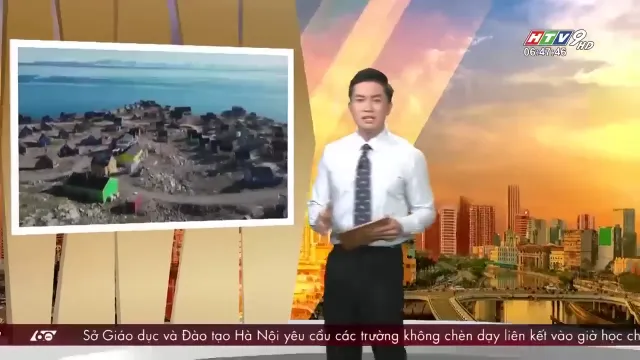 HTV9 HD
06:47:46
60
Sở Giáo dục và Đào tạo Hà Nội yêu cầu các trường không chèn dạy liên kết vào giờ học ch